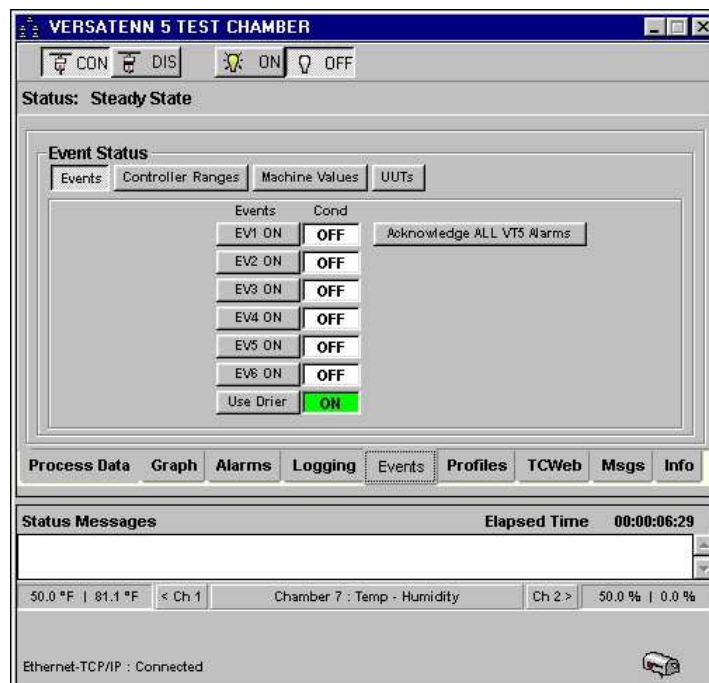 VERSATENN 5 TEST CHAMBER
CON DIS ON OFF
Status: Steady State
Event Status
Events Controller Ranges Machine Values UUTs
Events Cond
EV1 ON OFF Acknowledge ALL VT5 Alarms
EV2 ON OFF
EV3 ON OFF
EV4 ON OFF
EV5 ON OFF
EV6 ON OFF
Use Drier ON
Process Data Graph Alarms Logging Events Profiles TCWeb Msgs Info
Status Messages Elapsed Time 00:00:06:29
50.0 °F | 81.1 °F < Ch 1 Chamber 7 : Temp - Humidity Ch 2 > 50.0 % | 0.0 %
Ethernet-TCP/IP : Connected